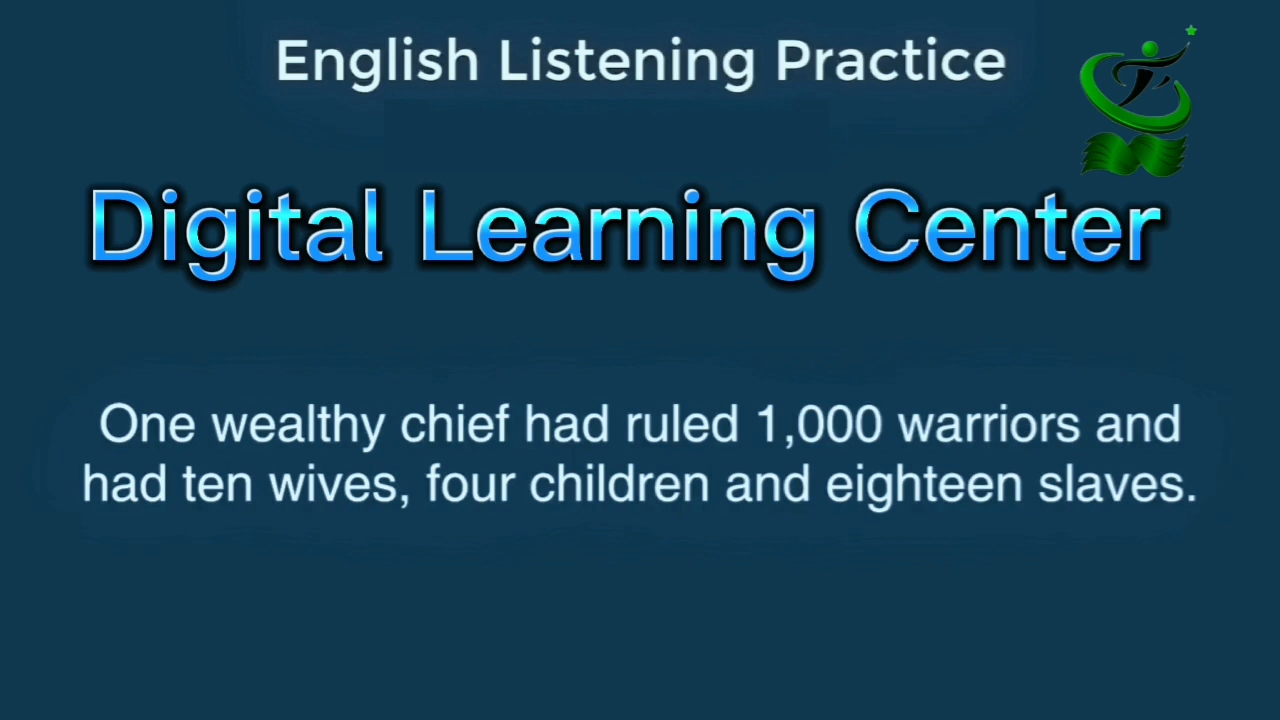 English Listening Practice
Digital Learning Center
One wealthy chief had ruled 1,000 warriors and
had ten wives, four children and eighteen slaves.